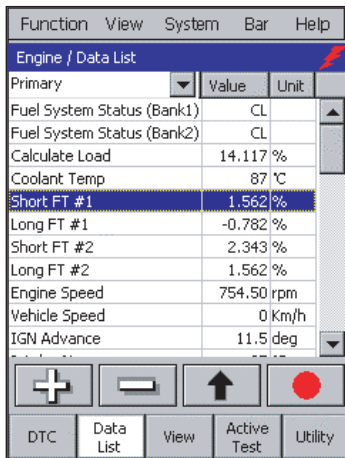 Function View System Bar Help
Engine / Data List
Primary Value Unit
Fuel System Status (Bank1) CL
Fuel System Status (Bank2) CL
Calculate Load 14.117 %
Coolant Temp 87 °C
Short FT #1 1.562 %
Long FT #1 -0.782 %
Short FT #2 2.343 %
Long FT #2 1.562 %
Engine Speed 754.50 rpm
Vehicle Speed 0 Km/h
IGN Advance 11.5 deg
DTC Data List View Active Test Utility